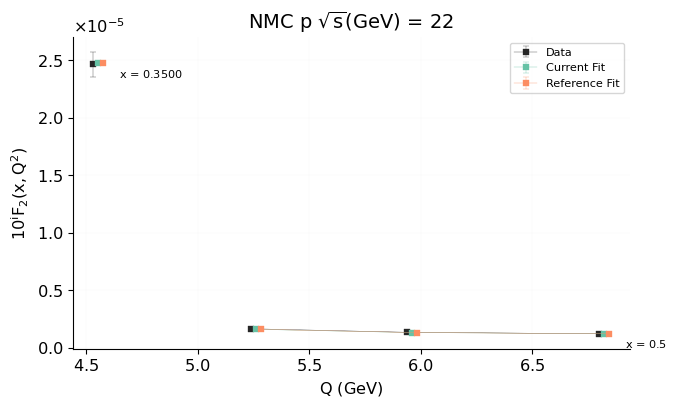 NMC p √s(GeV) = 22
×10⁻⁵
Data
Current Fit
Reference Fit
x = 0.3500
2.5
2.0
1.5
1.0
0.5
0.0
10ⁱF₂(x, Q²)
x = 0.5
4.5 5.0 5.5 6.0 6.5
Q (GeV)